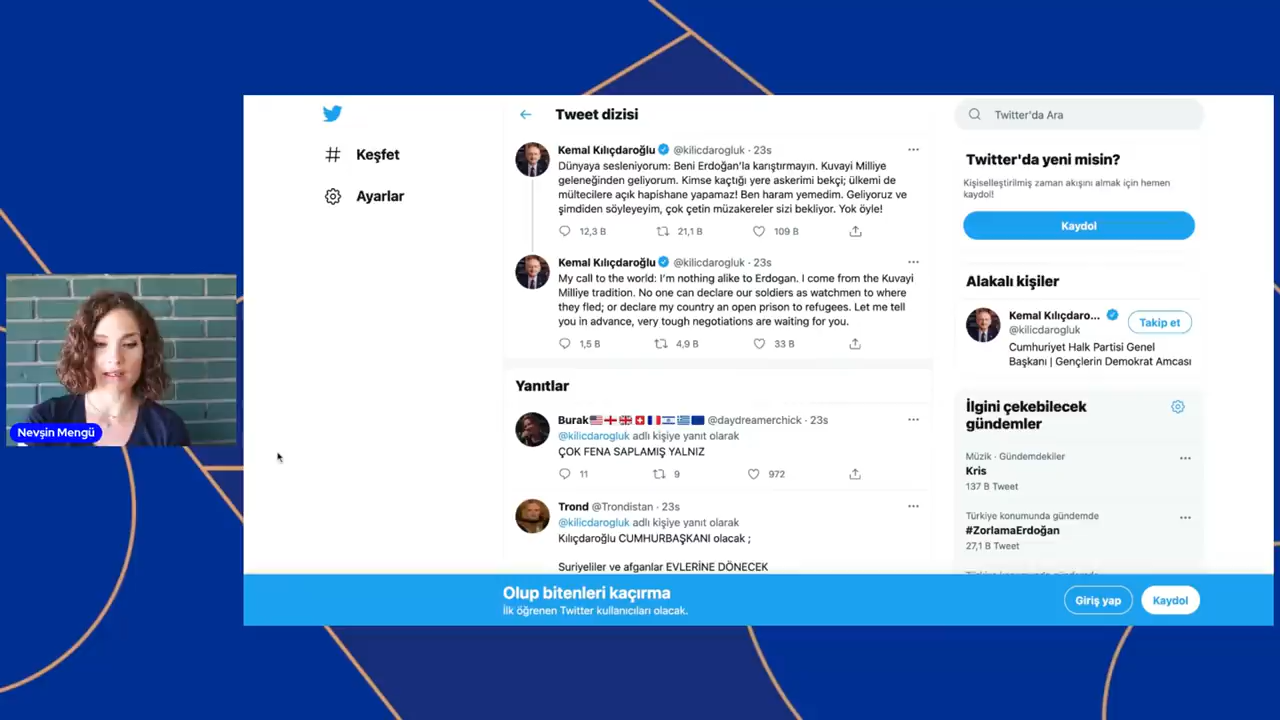 Keşfet
Ayarlar
Tweet dizisi
Kemal Kılıçdaroğlu @kilicdarogluk · 23s
Dünyaya sesleniyorum: Beni Erdoğan'la karıştırmayın. Kuvayi Milliye
geleneğinden geliyorum. Kimse kaçtığı yere askerimi bekçi; ülkemi de
mültecilere açık hapishane yapamaz! Ben haram yemedim. Geliyoruz ve
şimdiden söyleyeyim, çok çetin müzakereler sizi bekliyor. Yok öyle!
12,3 B 21,1 B 109 B
Kemal Kılıçdaroğlu @kilicdarogluk · 23s
My call to the world: I'm nothing alike to Erdogan. I come from the Kuvayi
Milliye tradition. No one can declare our soldiers as watchmen to where
they fled; or declare my country an open prison to refugees. Let me tell
you in advance, very tough negotiations are waiting for you.
1,5 B 4,9 B 33 B
Yanıtlar
Burak @daydreamerchick · 23s
@kilicdarogluk adlı kişiye yanıt olarak
ÇOK FENA SAPLAMIŞ YALNIZ
11 9 972
Trond @Trondistan · 23s
@kilicdarogluk adlı kişiye yanıt olarak
Kılıçdaroğlu CUMHURBAŞKANI olacak ;
Suriyeliler ve afganlar EVLERİNE DÖNECEK
Twitter'da Ara
Twitter'da yeni misin?
Kişiselleştirilmiş zaman akışını almak için hemen
kaydol!
Kaydol
Alakalı kişiler
Kemal Kılıçdaro...
@kilicdarogluk
Takip et
Cumhuriyet Halk Partisi Genel
Başkanı | Gençlerin Demokrat Amcası
İlgini çekebilecek
gündemler
Müzik · Gündemdekiler
Kris
137 B Tweet
Türkiye konumunda gündemde
#ZorlamaErdoğan
27,1 B Tweet
Olup bitenleri kaçırma
İlk öğrenen Twitter kullanıcıları olacak.
Giriş yap
Kaydol
Nevşin Mengü